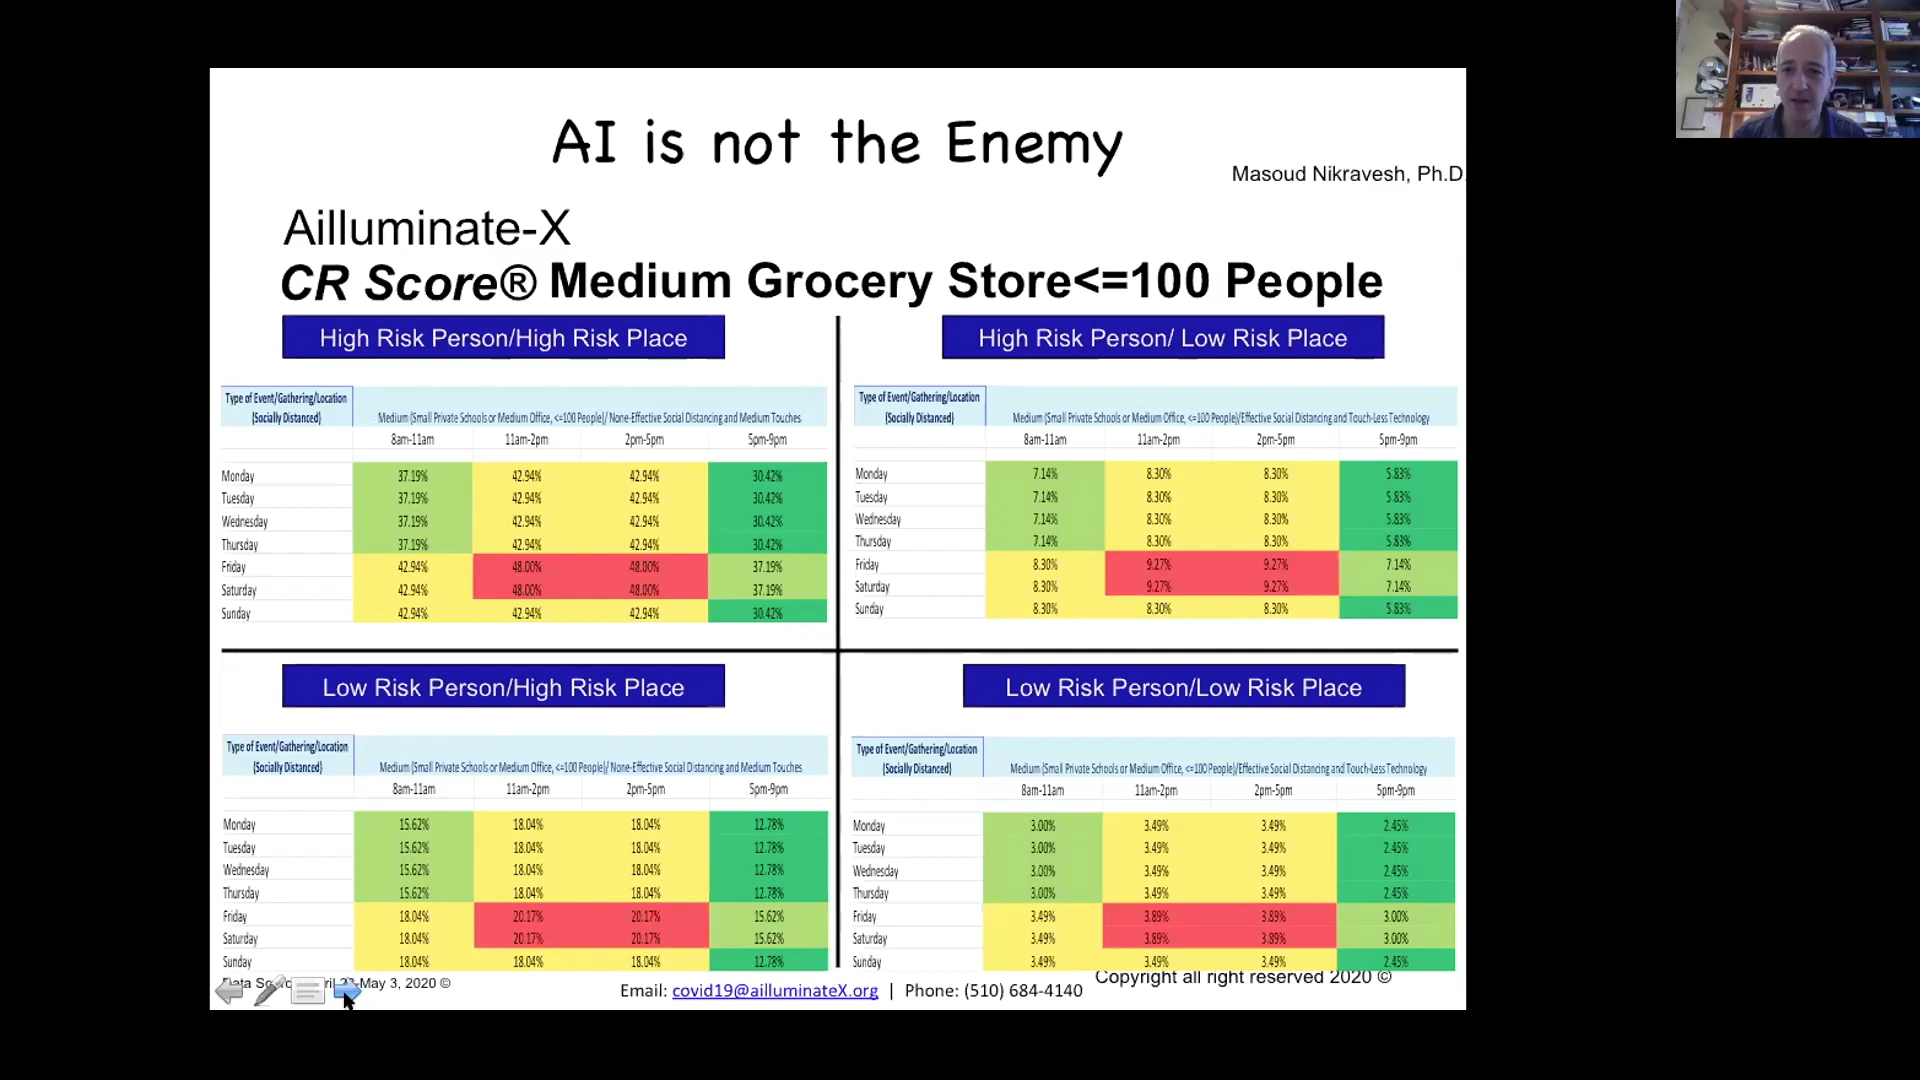 AI is not the Enemy
Masoud Nikravesh, Ph.D
Ailluminate-X
CR Score® Medium Grocery Store<=100 People
High Risk Person/High Risk Place
Type of Event/Gathering/Location
(Socially Distanced)
Medium (Small Private Schools or Medium Office, <=100 People)/ None-Effective Social Distancing and Medium Touches
8am-11am 11am-2pm 2pm-5pm 5pm-9pm
Monday 37.19% 42.94% 42.94% 30.42%
Tuesday 37.19% 42.94% 42.94% 30.42%
Wednesday 37.19% 42.94% 42.94% 30.42%
Thursday 37.19% 42.94% 42.94% 30.42%
Friday 42.94% 48.00% 48.00% 37.19%
Saturday 42.94% 48.00% 48.00% 37.19%
Sunday 42.94% 42.94% 42.94% 30.42%
High Risk Person/ Low Risk Place
Type of Event/Gathering/Location
(Socially Distanced)
Medium (Small Private Schools or Medium Office, <=100 People)/Effective Social Distancing and Touch-Less Technology
8am-11am 11am-2pm 2pm-5pm 5pm-9pm
Monday 7.14% 8.30% 8.30% 5.83%
Tuesday 7.14% 8.30% 8.30% 5.83%
Wednesday 7.14% 8.30% 8.30% 5.83%
Thursday 7.14% 8.30% 8.30% 5.83%
Friday 8.30% 9.27% 9.27% 7.14%
Saturday 8.30% 9.27% 9.27% 7.14%
Sunday 8.30% 8.30% 8.30% 5.83%
Low Risk Person/High Risk Place
Type of Event/Gathering/Location
(Socially Distanced)
Medium (Small Private Schools or Medium Office, <=100 People)/ None-Effective Social Distancing and Medium Touches
8am-11am 11am-2pm 2pm-5pm 5pm-9pm
Monday 15.62% 18.04% 18.04% 12.78%
Tuesday 15.62% 18.04% 18.04% 12.78%
Wednesday 15.62% 18.04% 18.04% 12.78%
Thursday 15.62% 18.04% 18.04% 12.78%
Friday 18.04% 20.17% 20.17% 15.62%
Saturday 18.04% 20.17% 20.17% 15.62%
Sunday 18.04% 18.04% 18.04% 12.78%
Low Risk Person/Low Risk Place
Type of Event/Gathering/Location
(Socially Distanced)
Medium (Small Private Schools or Medium Office, <=100 People)/Effective Social Distancing and Touch-Less Technology
8am-11am 11am-2pm 2pm-5pm 5pm-9pm
Monday 3.00% 3.49% 3.49% 2.45%
Tuesday 3.00% 3.49% 3.49% 2.45%
Wednesday 3.00% 3.49% 3.49% 2.45%
Thursday 3.00% 3.49% 3.49% 2.45%
Friday 3.49% 3.89% 3.89% 3.00%
Saturday 3.49% 3.89% 3.89% 3.00%
Sunday 3.49% 3.49% 3.49% 2.45%
May 3, 2020 ©
Email: covid19@ailluminateX.org | Phone: (510) 684-4140
Copyright all right reserved 2020 ©